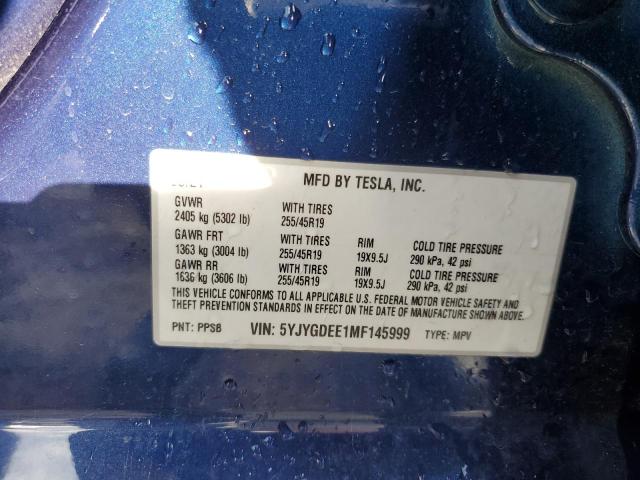 MFD BY TESLA, INC.
GVWR
2405 kg (5302 lb) WITH TIRES 255/45R19
GAWR FRT
1363 kg (3004 lb) WITH TIRES 255/45R19 RIM 19X9.5J COLD TIRE PRESSURE 290 kPa, 42 psi
GAWR RR
1636 kg (3606 lb) WITH TIRES 255/45R19 RIM 19X9.5J COLD TIRE PRESSURE 290 kPa, 42 psi
THIS VEHICLE CONFORMS TO ALL APPLICABLE U.S. FEDERAL MOTOR VEHICLE SAFETY AND
THEFT PREVENTION STANDARDS IN EFFECT ON THE DATE OF MANUFACTURE SHOWN ABOVE.
PNT: PPSB VIN: 5YJYGDEE1MF145999 TYPE: MPV